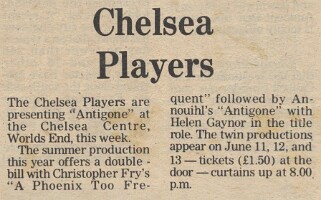 Chelsea
Players
The Chelsea Players are
presenting "Antigone" at
the Chelsea Centre,
Worlds End, this week.
The summer production
this year offers a double-
bill with Christopher Fry's
"A Phoenix Too Fre-
quent" followed by An-
nouihl's "Antigone" with
Helen Gaynor in the title
role. The twin productions
appear on June 11, 12, and
13 — tickets (£1.50) at the
door — curtains up at 8.00
p.m.